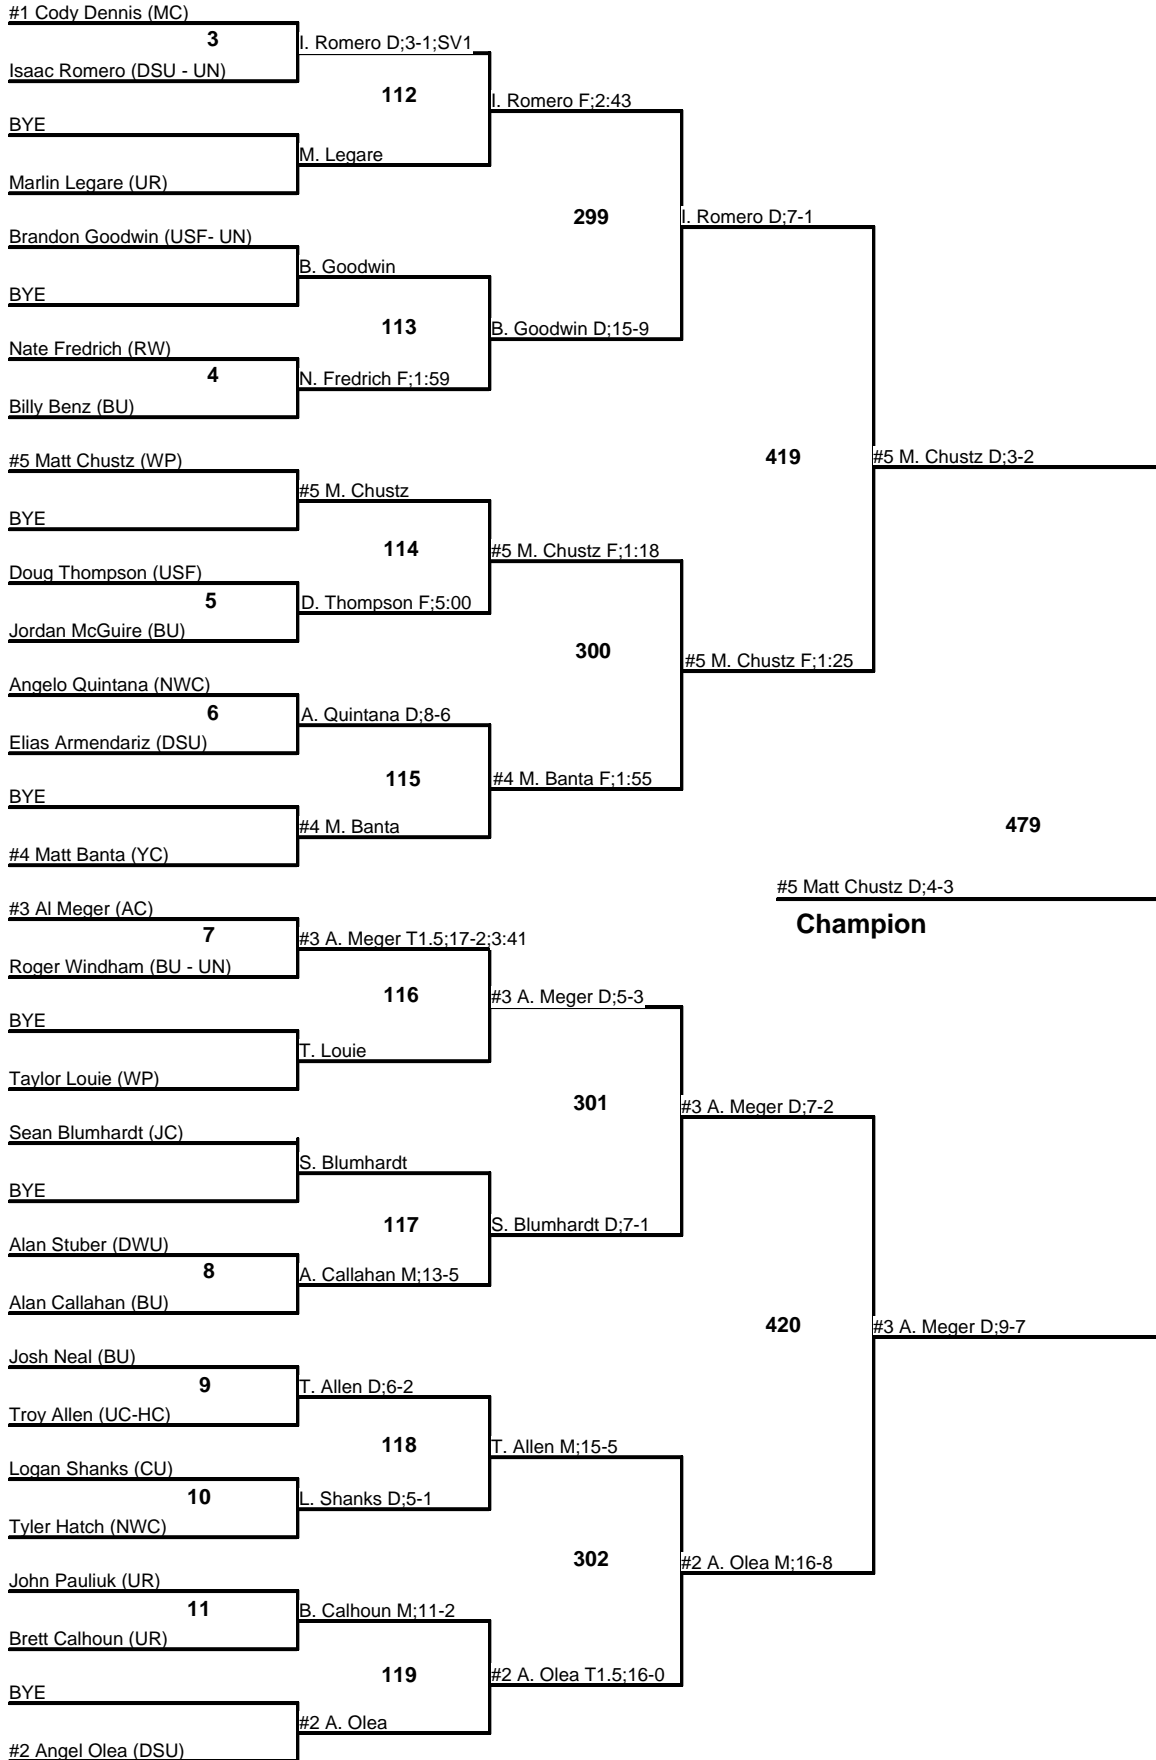 #1 Cody Dennis (MC)
3
I. Romero D;3-1;SV1
Isaac Romero (DSU - UN)
112
I. Romero F;2:43
BYE
M. Legare
Marlin Legare (UR)
299
I. Romero D;7-1
Brandon Goodwin (USF- UN)
B. Goodwin
BYE
113
B. Goodwin D;15-9
Nate Fredrich (RW)
4
N. Fredrich F;1:59
Billy Benz (BU)
419
#5 M. Chustz D;3-2
#5 Matt Chustz (WP)
#5 M. Chustz
BYE
114
#5 M. Chustz F;1:18
Doug Thompson (USF)
5
D. Thompson F;5:00
Jordan McGuire (BU)
300
#5 M. Chustz F;1:25
Angelo Quintana (NWC)
6
A. Quintana D;8-6
Elias Armendariz (DSU)
115
#4 M. Banta F;1:55
BYE
#4 M. Banta
#4 Matt Banta (YC)
479
#5 Matt Chustz D;4-3
Champion
#3 Al Meger (AC)
7
#3 A. Meger T1.5;17-2;3:41
Roger Windham (BU - UN)
116
#3 A. Meger D;5-3
BYE
T. Louie
Taylor Louie (WP)
301
#3 A. Meger D;7-2
Sean Blumhardt (JC)
S. Blumhardt
BYE
117
S. Blumhardt D;7-1
Alan Stuber (DWU)
8
A. Callahan M;13-5
Alan Callahan (BU)
420
#3 A. Meger D;9-7
Josh Neal (BU)
9
T. Allen D;6-2
Troy Allen (UC-HC)
118
T. Allen M;15-5
Logan Shanks (CU)
10
L. Shanks D;5-1
Tyler Hatch (NWC)
302
#2 A. Olea M;16-8
John Pauliuk (UR)
11
B. Calhoun M;11-2
Brett Calhoun (UR)
119
#2 A. Olea T1.5;16-0
BYE
#2 A. Olea
#2 Angel Olea (DSU)